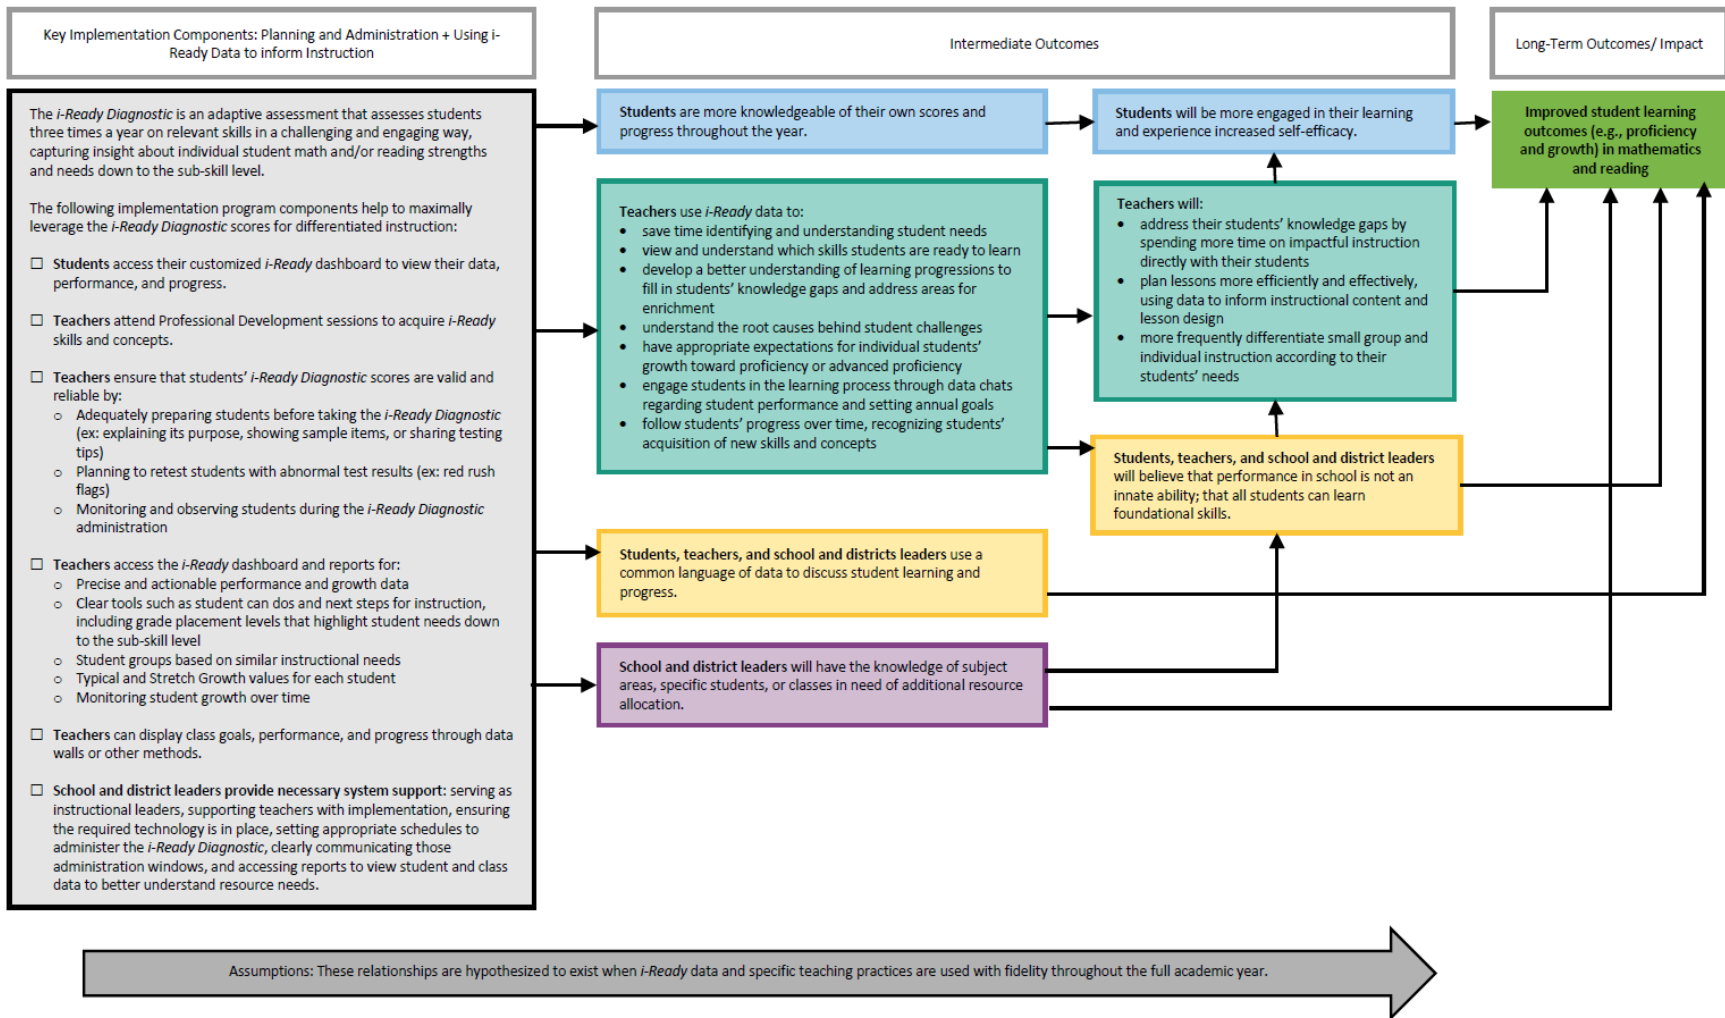 Key Implementation Components: Planning and Administration + Using i-
Ready Data to inform Instruction
Intermediate Outcomes
Long-Term Outcomes/ Impact
The i-Ready Diagnostic is an adaptive assessment that assesses students
three times a year on relevant skills in a challenging and engaging way,
capturing insight about individual student math and/or reading strengths
and needs down to the sub-skill level.
The following implementation program components help to maximally
leverage the i-Ready Diagnostic scores for differentiated instruction:
☐ Students access their customized i-Ready dashboard to view their data,
performance, and progress.
☐ Teachers attend Professional Development sessions to acquire i-Ready
skills and concepts.
☐ Teachers ensure that students’ i-Ready Diagnostic scores are valid and
reliable by:
o Adequately preparing students before taking the i-Ready Diagnostic
(ex: explaining its purpose, showing sample items, or sharing testing
tips)
o Planning to retest students with abnormal test results (ex: red rush
flags)
o Monitoring and observing students during the i-Ready Diagnostic
administration
☐ Teachers access the i-Ready dashboard and reports for:
o Precise and actionable performance and growth data
o Clear tools such as student can dos and next steps for instruction,
including grade placement levels that highlight student needs down
to the sub-skill level
o Student groups based on similar instructional needs
o Typical and Stretch Growth values for each student
o Monitoring student growth over time
☐ Teachers can display class goals, performance, and progress through data
walls or other methods.
☐ School and district leaders provide necessary system support: serving as
instructional leaders, supporting teachers with implementation, ensuring
the required technology is in place, setting appropriate schedules to
administer the i-Ready Diagnostic, clearly communicating those
administration windows, and accessing reports to view student and class
data to better understand resource needs.
Students are more knowledgeable of their own scores and
progress throughout the year.
Teachers use i-Ready data to:
• save time identifying and understanding student needs
• view and understand which skills students are ready to learn
• develop a better understanding of learning progressions to
fill in students’ knowledge gaps and address areas for
enrichment
• understand the root causes behind student challenges
• have appropriate expectations for individual students’
growth toward proficiency or advanced proficiency
• engage students in the learning process through data chats
regarding student performance and setting annual goals
• follow students’ progress over time, recognizing students’
acquisition of new skills and concepts
Students, teachers, and school and districts leaders use a
common language of data to discuss student learning and
progress.
School and district leaders will have the knowledge of subject
areas, specific students, or classes in need of additional resource
allocation.
Students will be more engaged in their learning
and experience increased self-efficacy.
Teachers will:
• address their students’ knowledge gaps by
spending more time on impactful instruction
directly with their students
• plan lessons more efficiently and effectively,
using data to inform instructional content and
lesson design
• more frequently differentiate small group and
individual instruction according to their
students’ needs
Students, teachers, and school and district leaders
will believe that performance in school is not an
innate ability; that all students can learn
foundational skills.
Improved student learning
outcomes (e.g., proficiency
and growth) in mathematics
and reading
Assumptions: These relationships are hypothesized to exist when i-Ready data and specific teaching practices are used with fidelity throughout the full academic year.